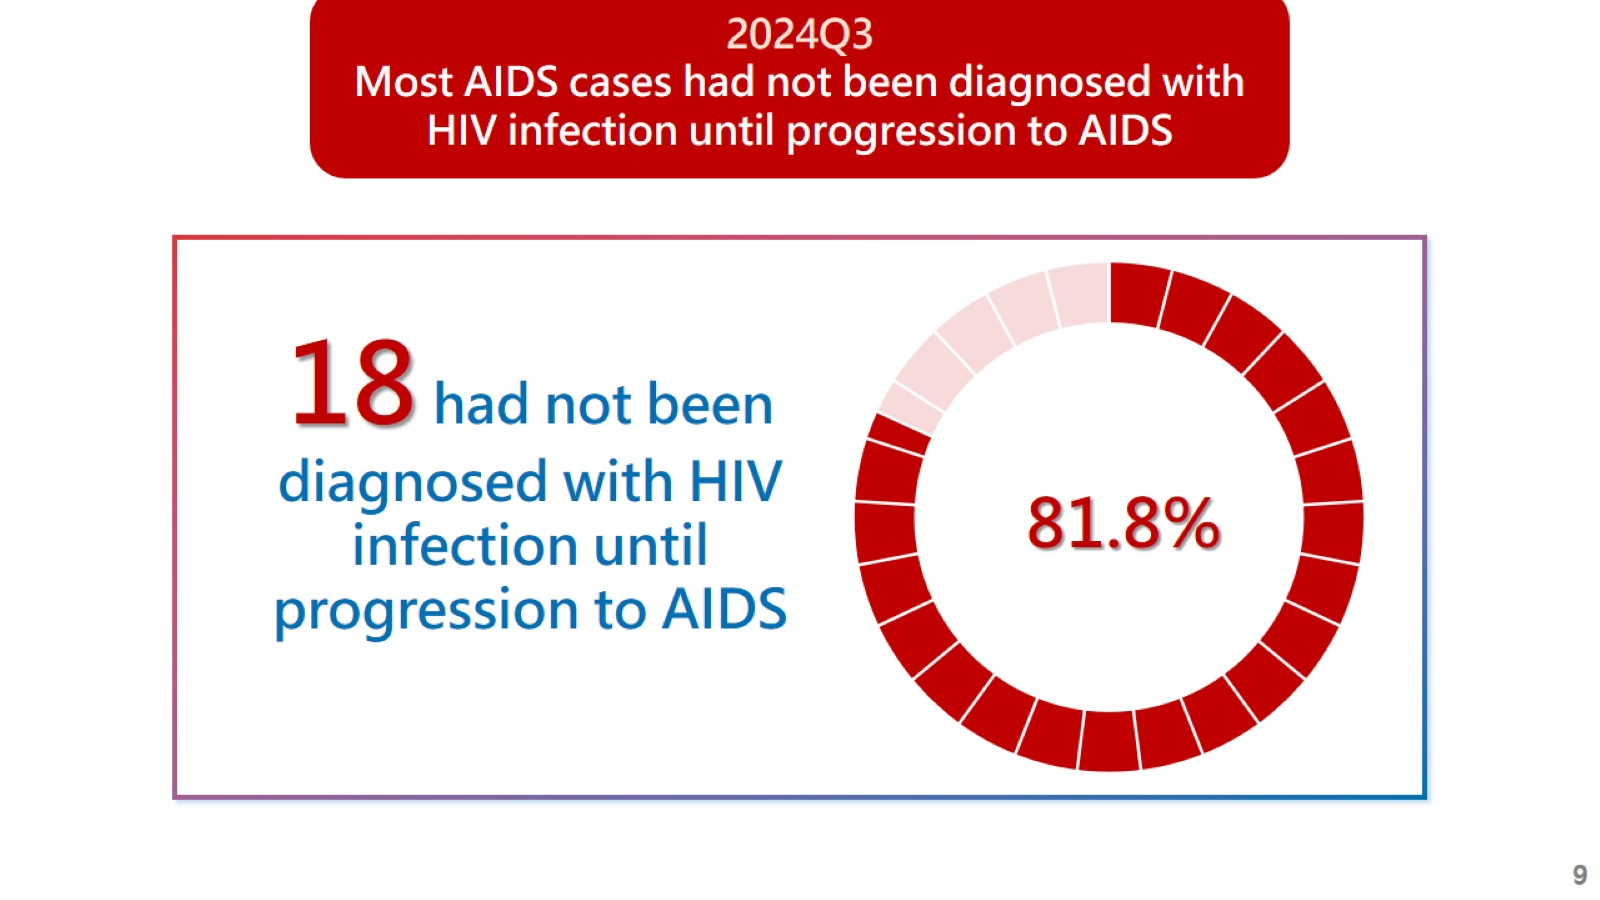 2024Q3
Most AIDS cases had not been diagnosed with
HIV infection until progression to AIDS
18 had not been
diagnosed with HIV
infection until
progression to AIDS
81.8%
9